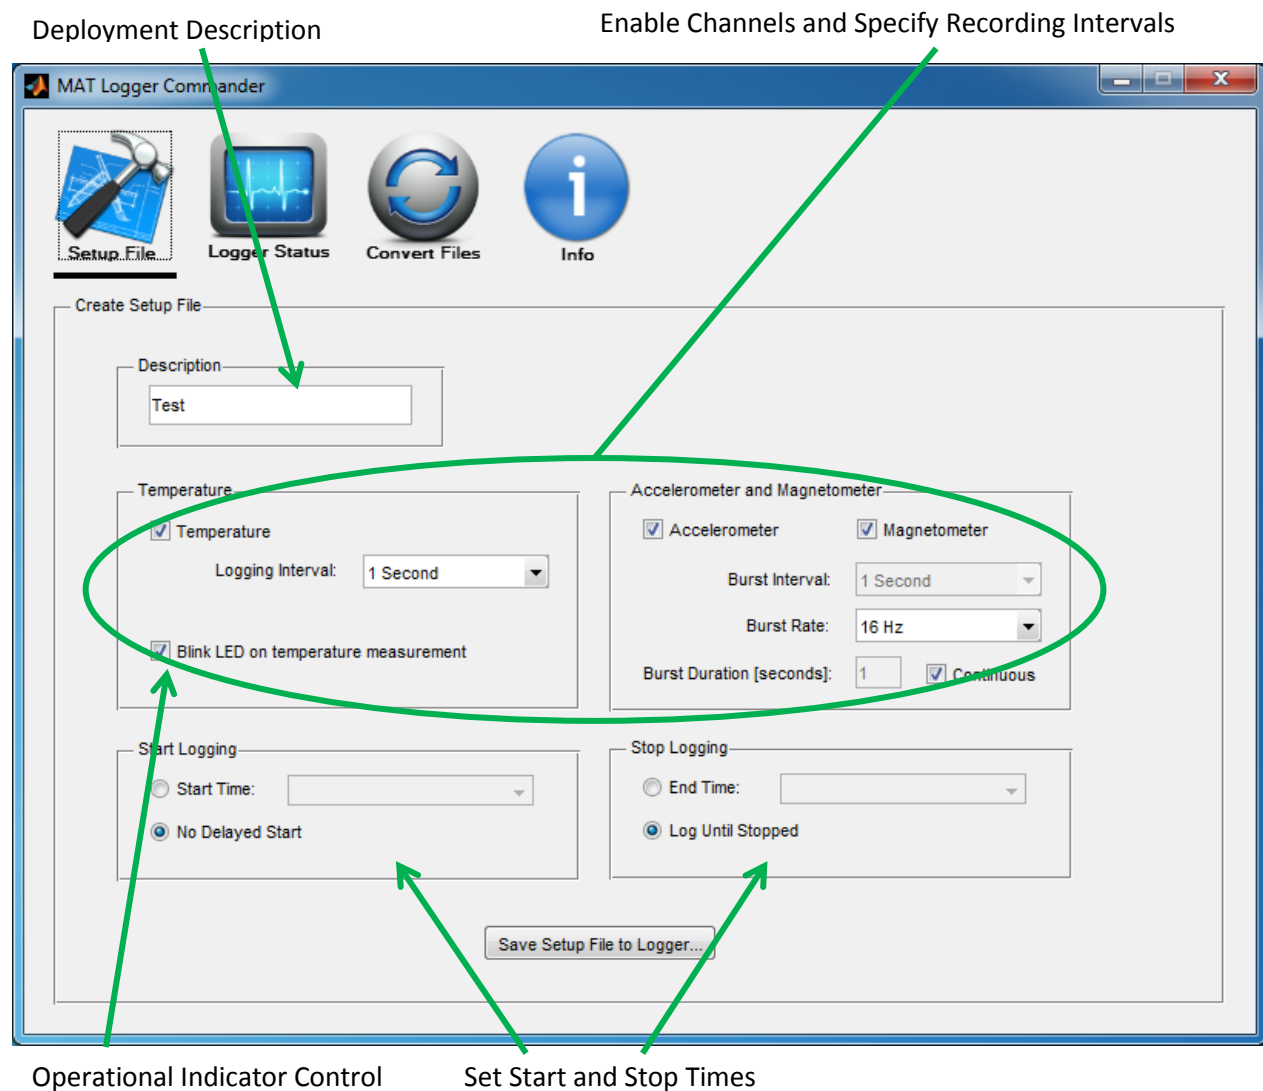 Deployment Description
Enable Channels and Specify Recording Intervals
MAT Logger Commander
Setup File
Logger Status
Convert Files
Info
Create Setup File
Description
Test
Temperature
Temperature
Logging Interval: 1 Second
Blink LED on temperature measurement
Accelerometer and Magnetometer
Accelerometer Magnetometer
Burst Interval: 1 Second
Burst Rate: 16 Hz
Burst Duration [seconds]: 1 Continuous
Start Logging
Start Time:
No Delayed Start
Stop Logging
End Time:
Log Until Stopped
Save Setup File to Logger...
Operational Indicator Control
Set Start and Stop Times